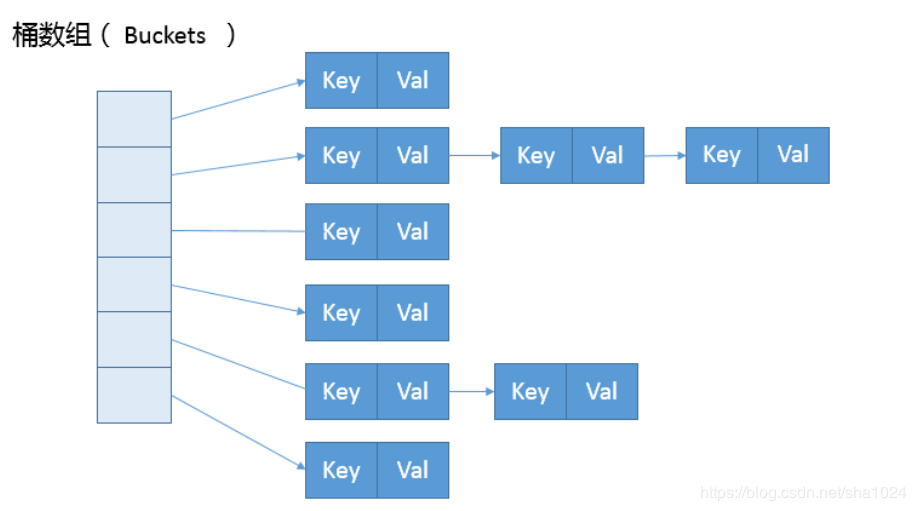 桶数组（ Buckets ）
Key Val
Key Val Key Val Key Val
Key Val
Key Val
Key Val Key Val
Key Val
https://blog.csdn.net/sha1024